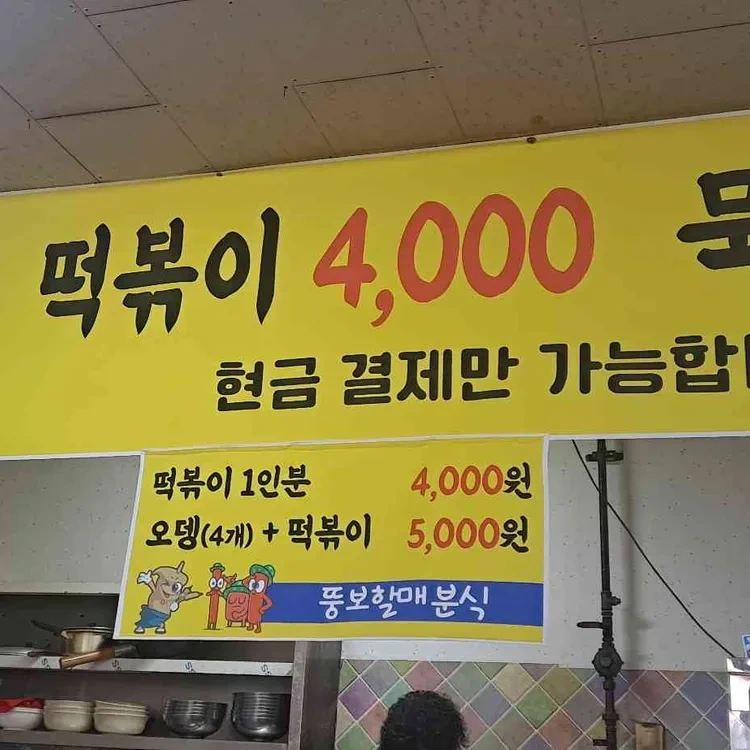 떡볶이 4,000
현금 결제만 가능합
떡볶이 1인분 4,000원
오뎅(4개) + 떡볶이 5,000원
뚱보할매분식